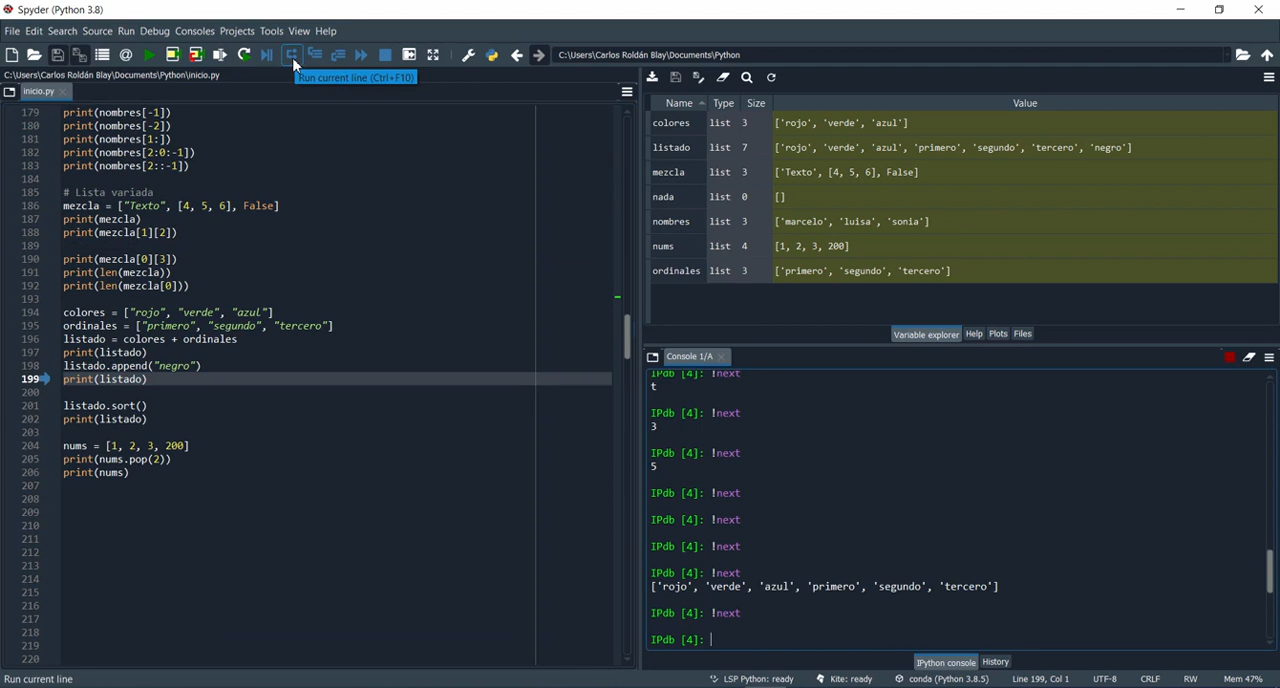 Spyder (Python 3.8)
File Edit Search Source Run Debug Consoles Projects Tools View Help
C:\Users\Carlos Roldán Blay\Documents\Python
Run current line (Ctrl+F10)
C:\Users\Carlos Roldán Blay\Documents\Python\inicio.py
inicio.py
179 print(nombres[-1])
180 print(nombres[-2])
181 print(nombres[1:])
182 print(nombres[2:0:-1])
183 print(nombres[2::-1])
184
185 # Lista variada
186 mezcla = ["Texto", [4, 5, 6], False]
187 print(mezcla)
188 print(mezcla[1][2])
189
190 print(mezcla[0][3])
191 print(len(mezcla))
192 print(len(mezcla[0]))
193
194 colores = ["rojo", "verde", "azul"]
195 ordinales = ["primero", "segundo", "tercero"]
196 listado = colores + ordinales
197 print(listado)
198 listado.append("negro")
199 print(listado)
200
201 listado.sort()
202 print(listado)
203
204 nums = [1, 2, 3, 200]
205 print(nums.pop(2))
206 print(nums)
207
208
209
210
211
212
213
214
215
216
217
218
219
220
Name Type Size Value
colores list 3 ['rojo', 'verde', 'azul']
listado list 7 ['rojo', 'verde', 'azul', 'primero', 'segundo', 'tercero', 'negro']
mezcla list 3 ['Texto', [4, 5, 6], False]
nada list 0 []
nombres list 3 ['marcelo', 'luisa', 'sonia']
nums list 4 [1, 2, 3, 200]
ordinales list 3 ['primero', 'segundo', 'tercero']
Variable explorer Help Plots Files
Console 1/A
IPdb [4]: !next
t
IPdb [4]: !next
3
IPdb [4]: !next
5
IPdb [4]: !next
IPdb [4]: !next
IPdb [4]: !next
IPdb [4]: !next
['rojo', 'verde', 'azul', 'primero', 'segundo', 'tercero']
IPdb [4]: !next
IPdb [4]:
IPython console History
Run current line LSP Python: ready Kite: ready conda (Python 3.8.5) Line 199, Col 1 UTF-8 CRLF RW Mem 47%